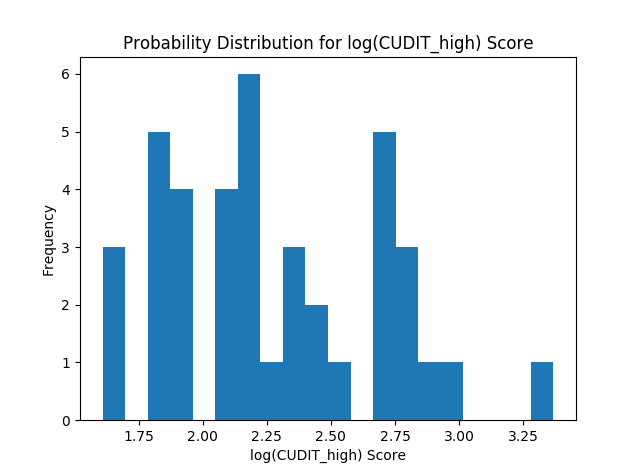 Probability Distribution for log(CUDIT_high) Score
6
5
4
3
2
1
0
Frequency
1.75 2.00 2.25 2.50 2.75 3.00 3.25
log(CUDIT_high) Score